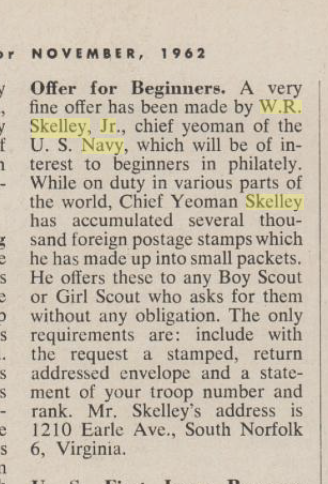 NOVEMBER, 1962
Offer for Beginners. A very
fine offer has been made by W.R.
Skelley, Jr., chief yeoman of the
U. S. Navy, which will be of in-
terest to beginners in philately.
While on duty in various parts of
the world, Chief Yeoman Skelley
has accumulated several thou-
sand foreign postage stamps which
he has made up into small packets.
He offers these to any Boy Scout
or Girl Scout who asks for them
without any obligation. The only
requirements are: include with
the request a stamped, return
addressed envelope and a state-
ment of your troop number and
rank. Mr. Skelley's address is
1210 Earle Ave., South Norfolk
6, Virginia.